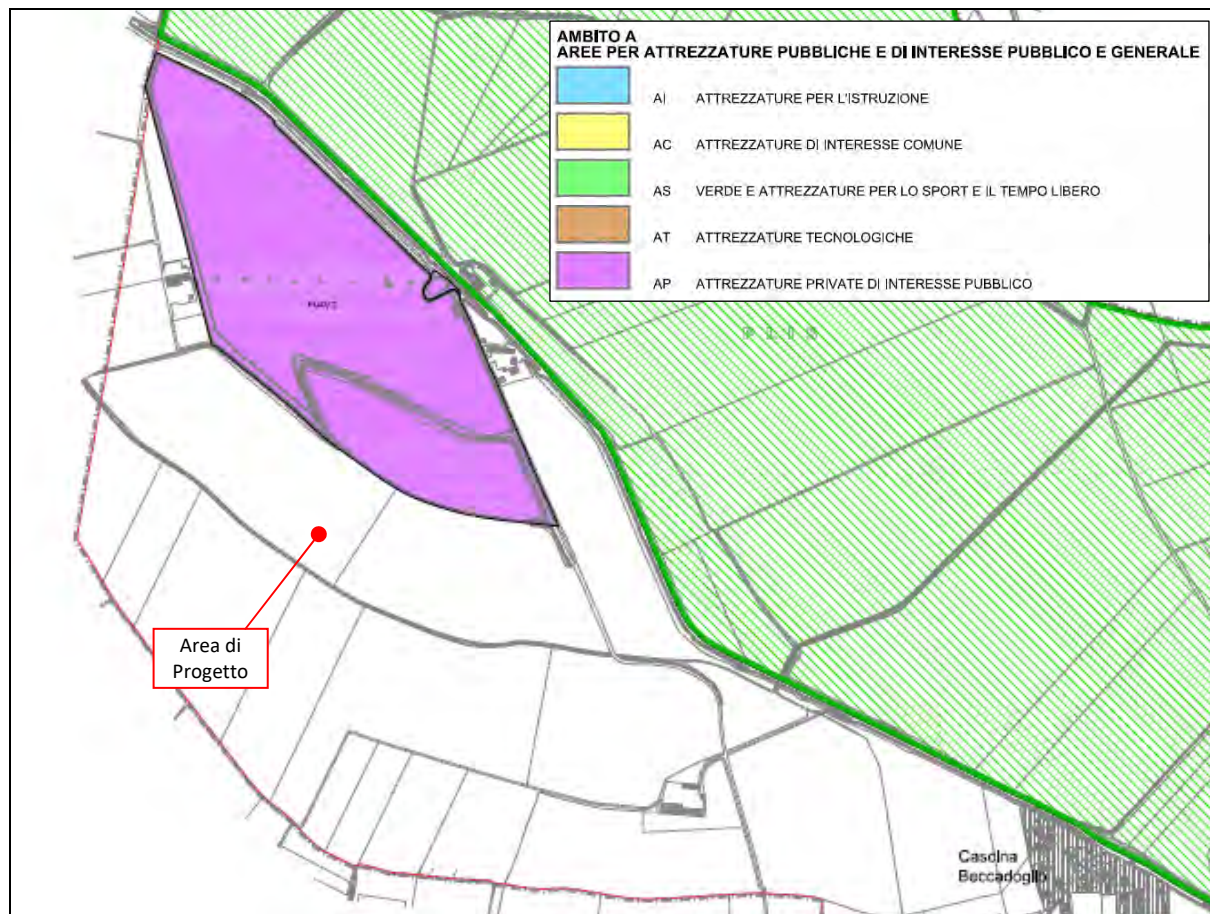 AMBITO A
AREE PER ATTREZZATURE PUBBLICHE E DI INTERESSE PUBBLICO E GENERALE
AI ATTREZZATURE PER L'ISTRUZIONE
AC ATTREZZATURE DI INTERESSE COMUNE
AS VERDE E ATTREZZATURE PER LO SPORT E IL TEMPO LIBERO
AT ATTREZZATURE TECNOLOGICHE
AP ATTREZZATURE PRIVATE DI INTERESSE PUBBLICO
P L I S
Area di
Progetto
Cascina
Beccadoglio